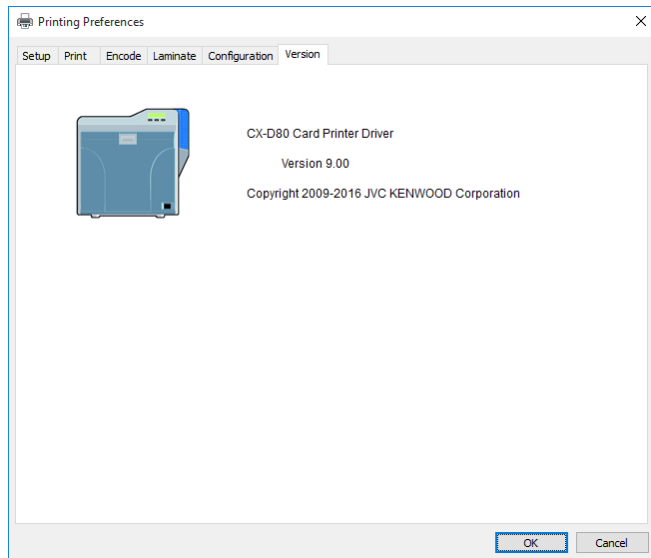 Printing Preferences
Setup Print Encode Laminate Configuration Version
CX-D80 Card Printer Driver
Version 9.00
Copyright 2009-2016 JVC KENWOOD Corporation
OK Cancel